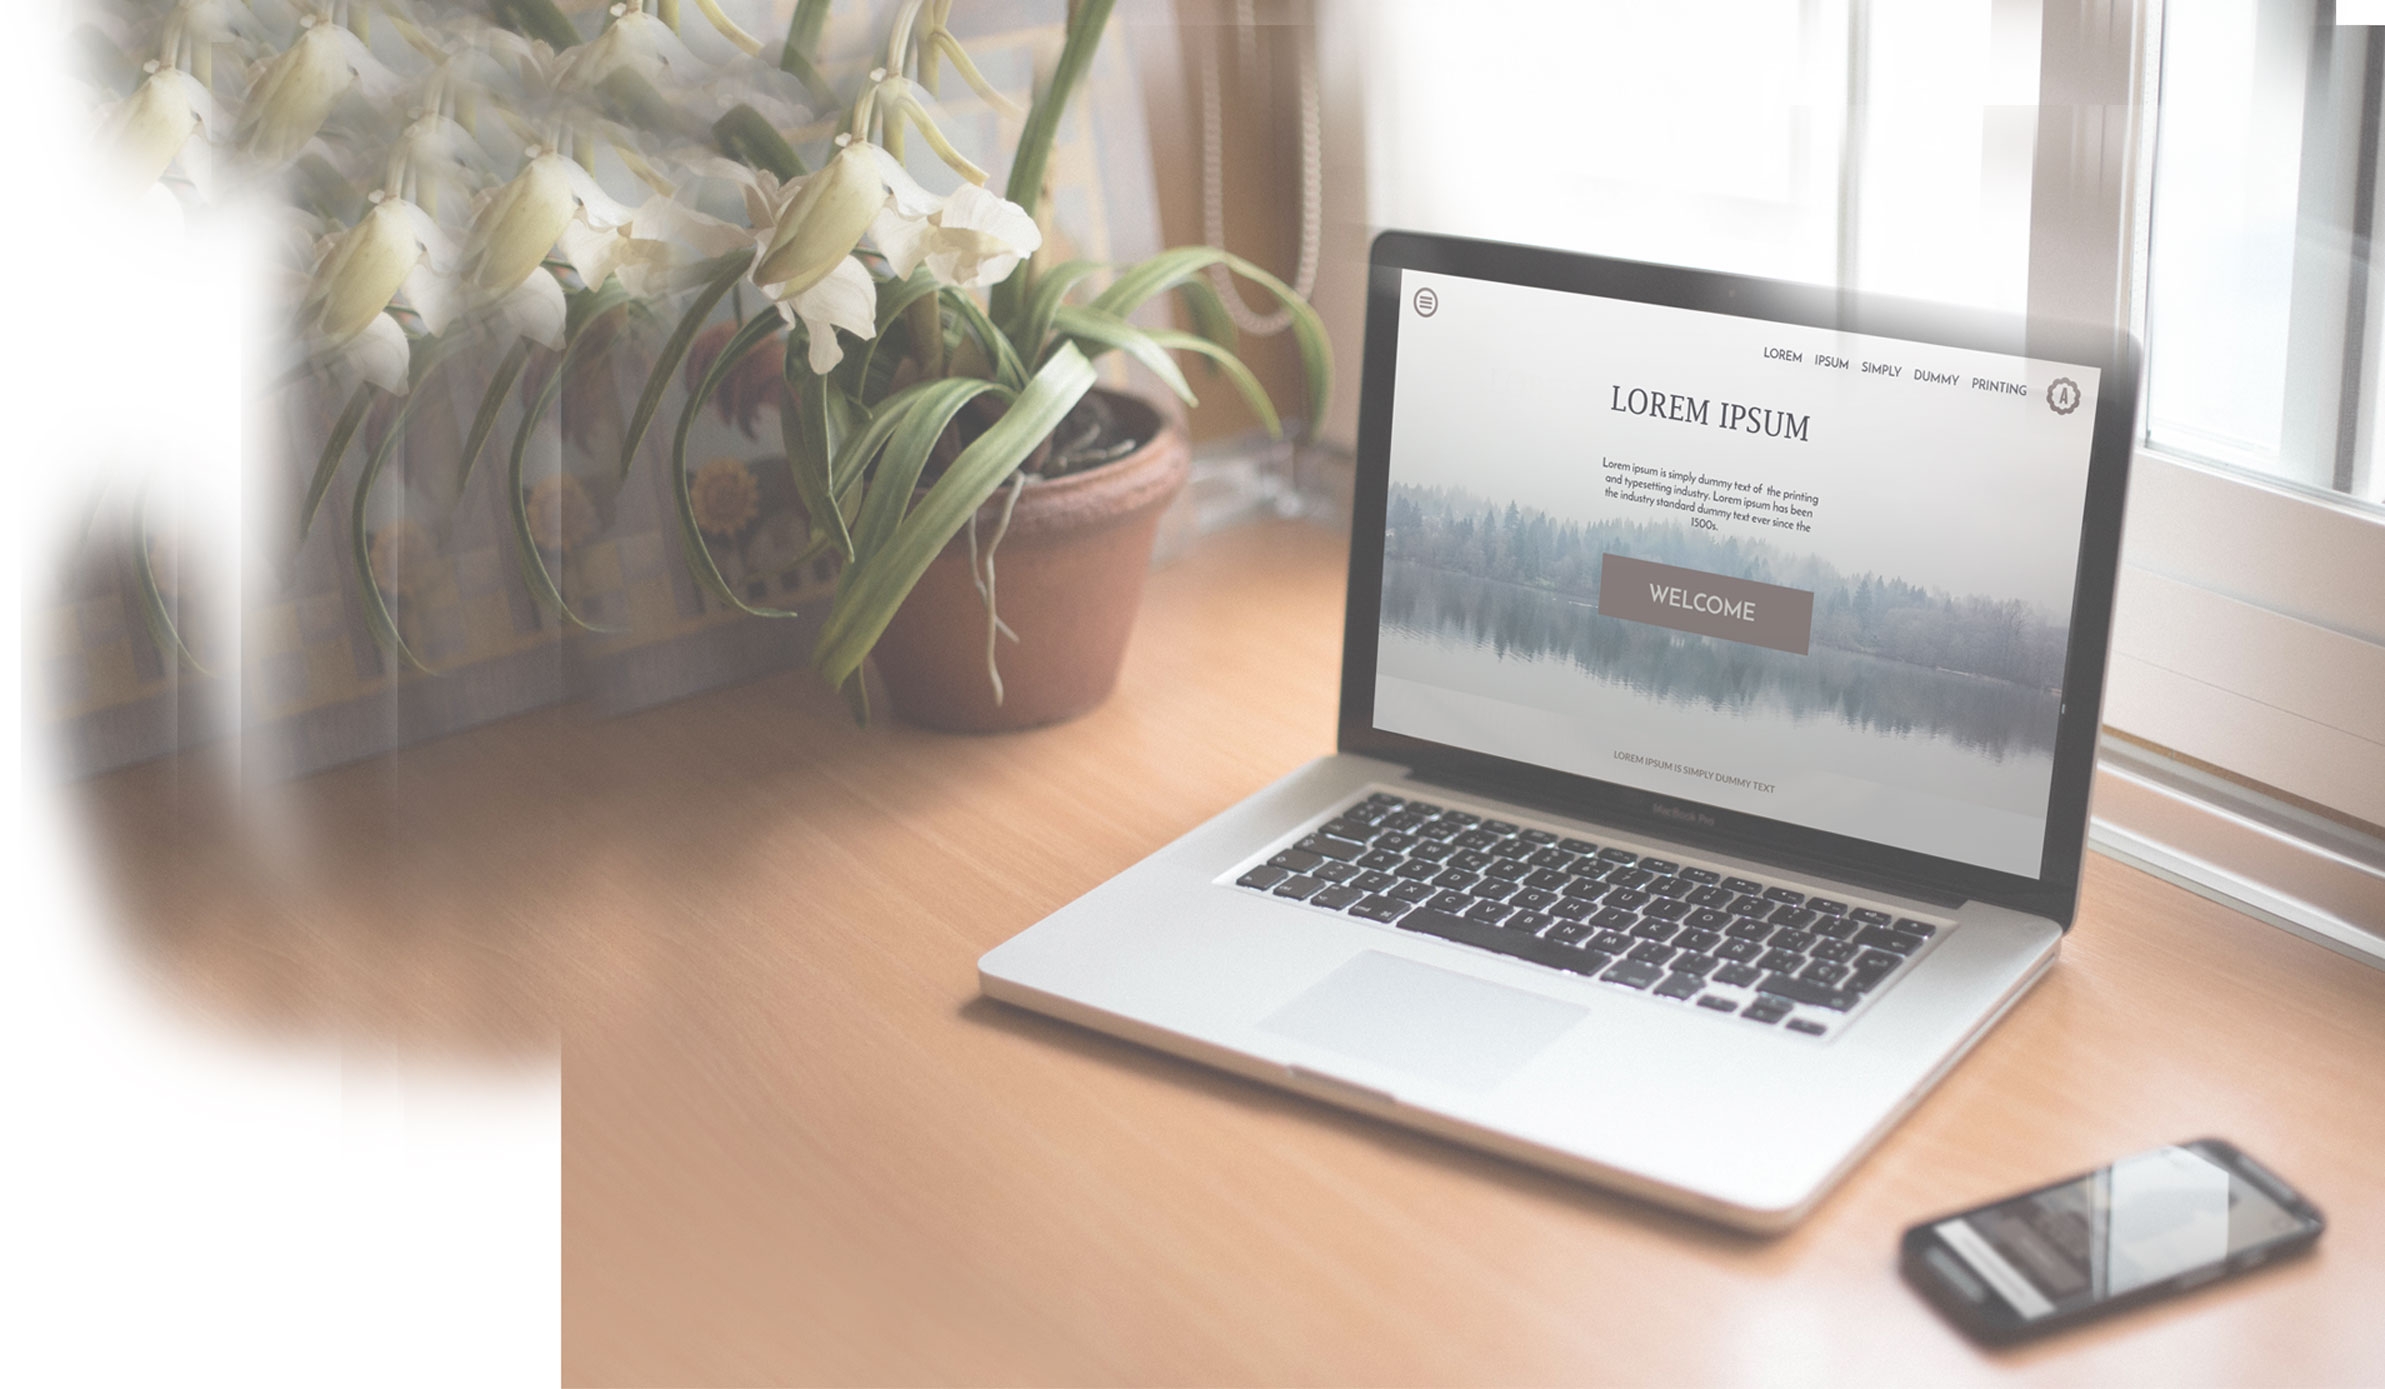 LOREM IPSUM SIMPLY DUMMY PRINTING
A
LOREM IPSUM
Lorem ipsum is simply dummy text of the printing
and typesetting industry. Lorem ipsum has been
the industry standard dummy text ever since the
1500s.
WELCOME
LOREM IPSUM IS SIMPLY DUMMY TEXT
MacBook Pro